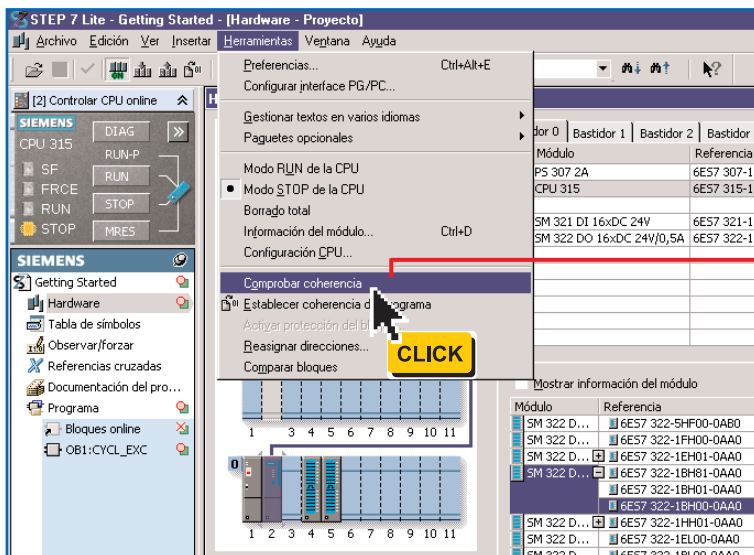 STEP 7 Lite - Getting Started - [Hardware - Proyecto]
Archivo Edición Ver Insertar Herramientas Ventana Ayuda
[2] Controlar CPU online
SIEMENS
CPU 315
SF
FRCE
RUN
STOP
DIAG
RUN-P
RUN
STOP
MRES
SIEMENS
Getting Started
Hardware
Tabla de símbolos
Observar/forzar
Referencias cruzadas
Documentación del pro...
Programa
Bloques online
OB1:CYCL_EXC
Preferencias... Ctrl+Alt+E
Configurar interface PG/PC...
Gestionar textos en varios idiomas
Paquetes opcionales
Modo RUN de la CPU
Modo STOP de la CPU
Borrado total
Información del módulo... Ctrl+D
Configuración CPU...
Comprobar coherencia
Establecer coherencia
Reasignar direcciones...
Comparar bloques
CLICK
Bastidor 1 Bastidor 2 Bastidor
Módulo Referencia
PS 307 2A 6ES7 307-1
CPU 315 6ES7 315-1
SM 321 DI 16xDC 24V 6ES7 321-1
SM 322 DO 16xDC 24V/0,5A 6ES7 322-1
Mostrar información del módulo
Módulo Referencia
SM 322 D... 6ES7 322-5HF00-0AB0
SM 322 D... 6ES7 322-1FH00-0AA0
SM 322 D... 6ES7 322-1EH01-0AA0
SM 322 D... 6ES7 322-1BH81-0AA0
6ES7 322-1BH01-0AA0
6ES7 322-1BH00-0AA0
SM 322 D... 6ES7 322-1HH01-0AA0
SM 322 D... 6ES7 322-1EL00-0AA0
1 3 4 5 6 7 8 9 10 11
0
1 2 3 4 5 6 7 8 9 10 11